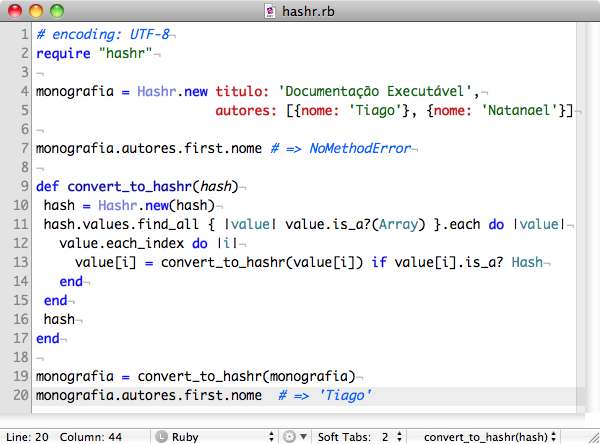 hashr.rb
1 # encoding: UTF-8¬
2 require "hashr"¬
3 ¬
4 monografia = Hashr.new titulo: 'Documentação Executável',¬
5                        autores: [{nome: 'Tiago'}, {nome: 'Natanael'}]¬
6 ¬
7 monografia.autores.first.nome # => NoMethodError¬
8 ¬
9 def convert_to_hashr(hash)¬
10  hash = Hashr.new(hash)¬
11  hash.values.find_all { |value| value.is_a?(Array) }.each do |value|¬
12    value.each_index do |i|¬
13      value[i] = convert_to_hashr(value[i]) if value[i].is_a? Hash¬
14    end¬
15  end¬
16  hash¬
17 end¬
18 ¬
19 monografia = convert_to_hashr(monografia)¬
20 monografia.autores.first.nome  # => 'Tiago'
Line: 20 Column: 44 L Ruby Soft Tabs: 2 convert_to_hashr(hash)